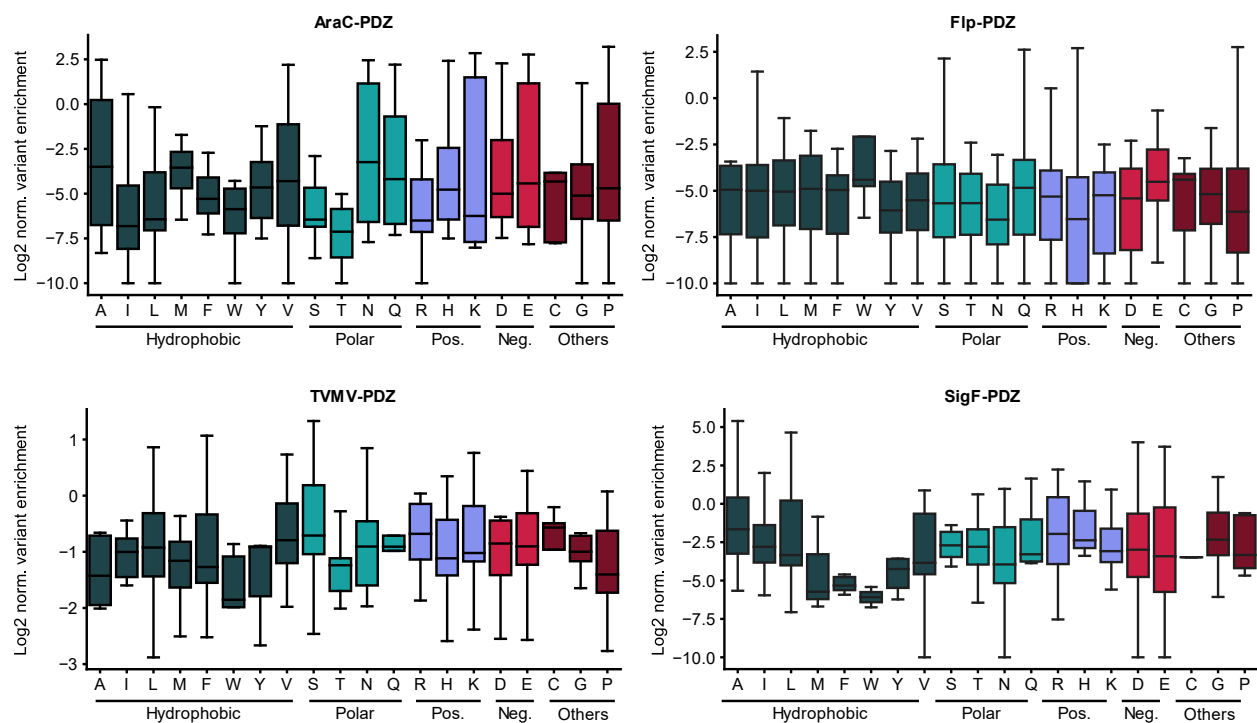 AraC-PDZ
Log2 norm. variant enrichment
2.5
0.0
−2.5
−5.0
−7.5
−10.0
A I L M F W Y V S T N Q R H K D E C G P
Hydrophobic Polar Pos. Neg. Others
Flp-PDZ
Log2 norm. variant enrichment
2.5
0.0
−2.5
−5.0
−7.5
−10.0
A I L M F W Y V S T N Q R H K D E C G P
Hydrophobic Polar Pos. Neg. Others
TVMV-PDZ
Log2 norm. variant enrichment
1
0
−1
−2
−3
A I L M F W Y V S T N Q R H K D E C G P
Hydrophobic Polar Pos. Neg. Others
SigF-PDZ
Log2 norm. variant enrichment
5.0
2.5
0.0
−2.5
−5.0
−7.5
−10.0
A I L M F W Y V S T N Q R H K D E C G P
Hydrophobic Polar Pos. Neg. Others